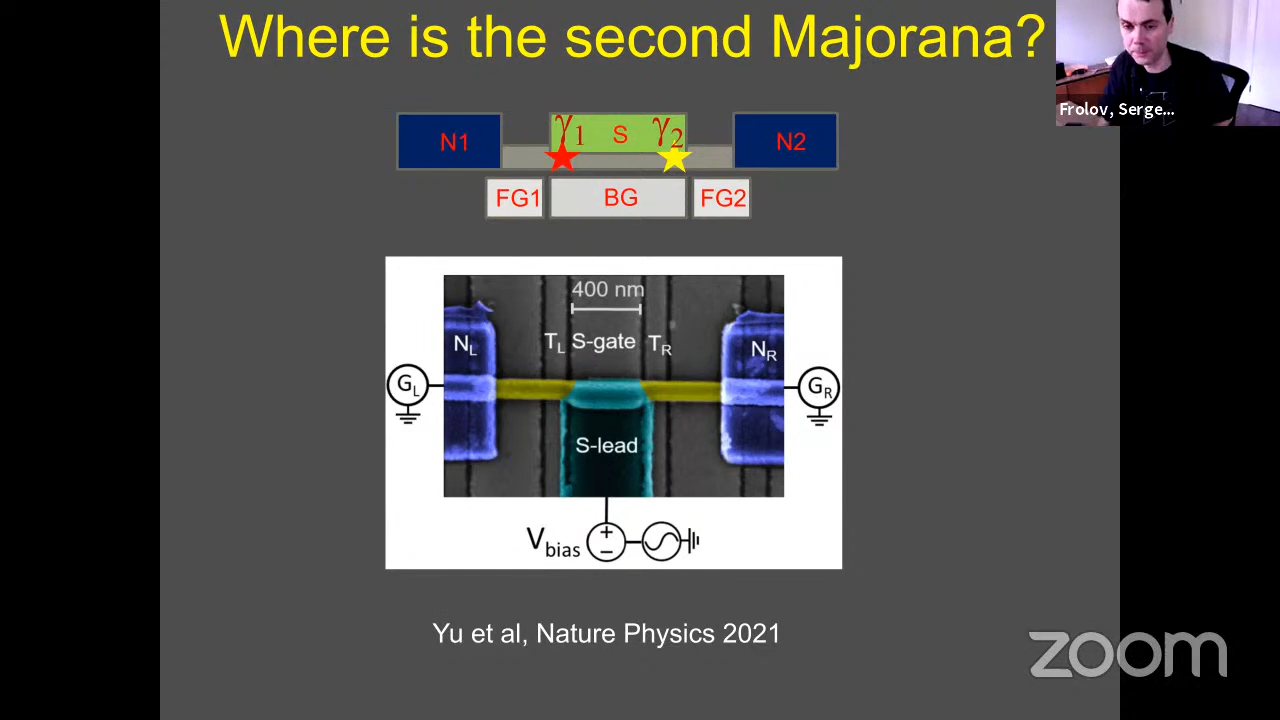 Where is the second Majorana?
Frolov, Serge...
N1
γ1 S γ2
N2
FG1
BG
FG2
400 nm
TL S-gate TR
NL
NR
GL
GR
S-lead
Vbias
+
−
Yu et al, Nature Physics 2021
zoom